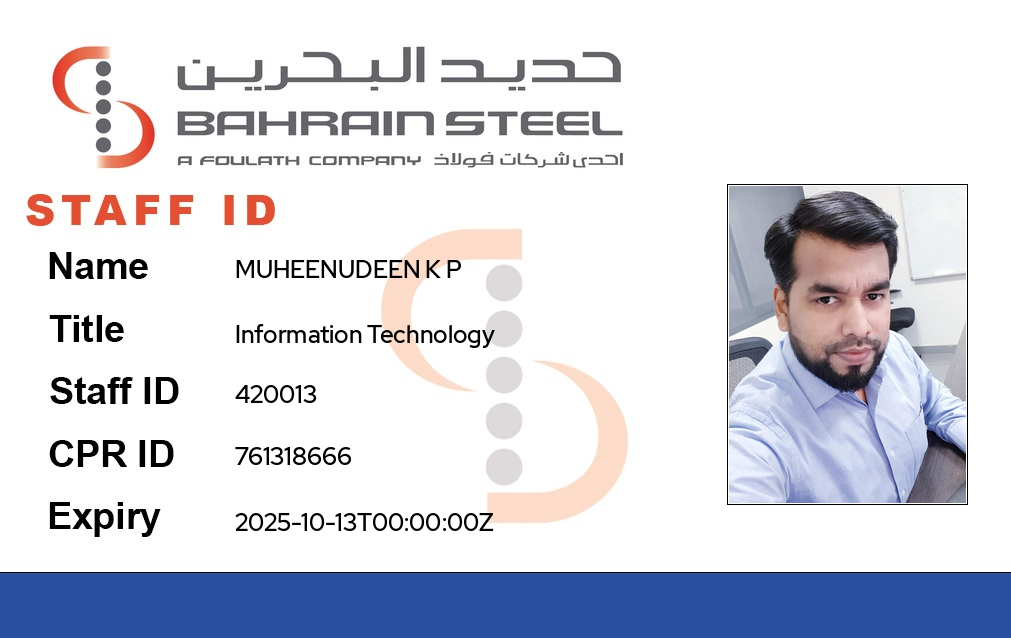 حديد البحرين
BAHRAIN STEEL
A FOULATH COMPANY احدى شركات فولاذ
STAFF ID
Name MUHEENUDEEN K P
Title Information Technology
Staff ID 420013
CPR ID 761318666
Expiry 2025-10-13T00:00:00Z